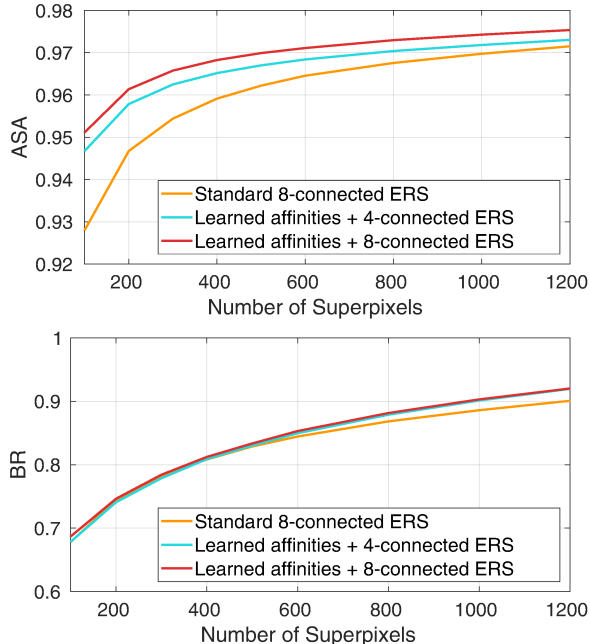 0.98
0.97
0.96
0.95
0.94
0.93
0.92
ASA
Standard 8-connected ERS
Learned affinities + 4-connected ERS
Learned affinities + 8-connected ERS
200 400 600 800 1000 1200
Number of Superpixels
1
0.9
0.8
0.7
0.6
BR
Standard 8-connected ERS
Learned affinities + 4-connected ERS
Learned affinities + 8-connected ERS
200 400 600 800 1000 1200
Number of Superpixels